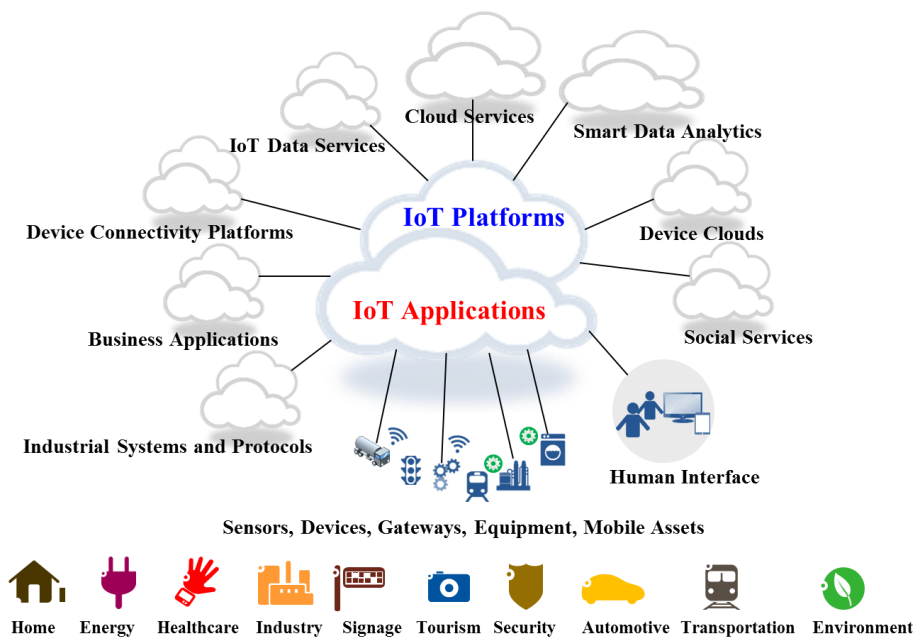 Cloud Services
Smart Data Analytics
IoT Data Services
IoT Platforms
Device Connectivity Platforms
Device Clouds
IoT Applications
Business Applications
Social Services
Industrial Systems and Protocols
Human Interface
Sensors, Devices, Gateways, Equipment, Mobile Assets
Home Energy Healthcare Industry Signage Tourism Security Automotive Transportation Environment